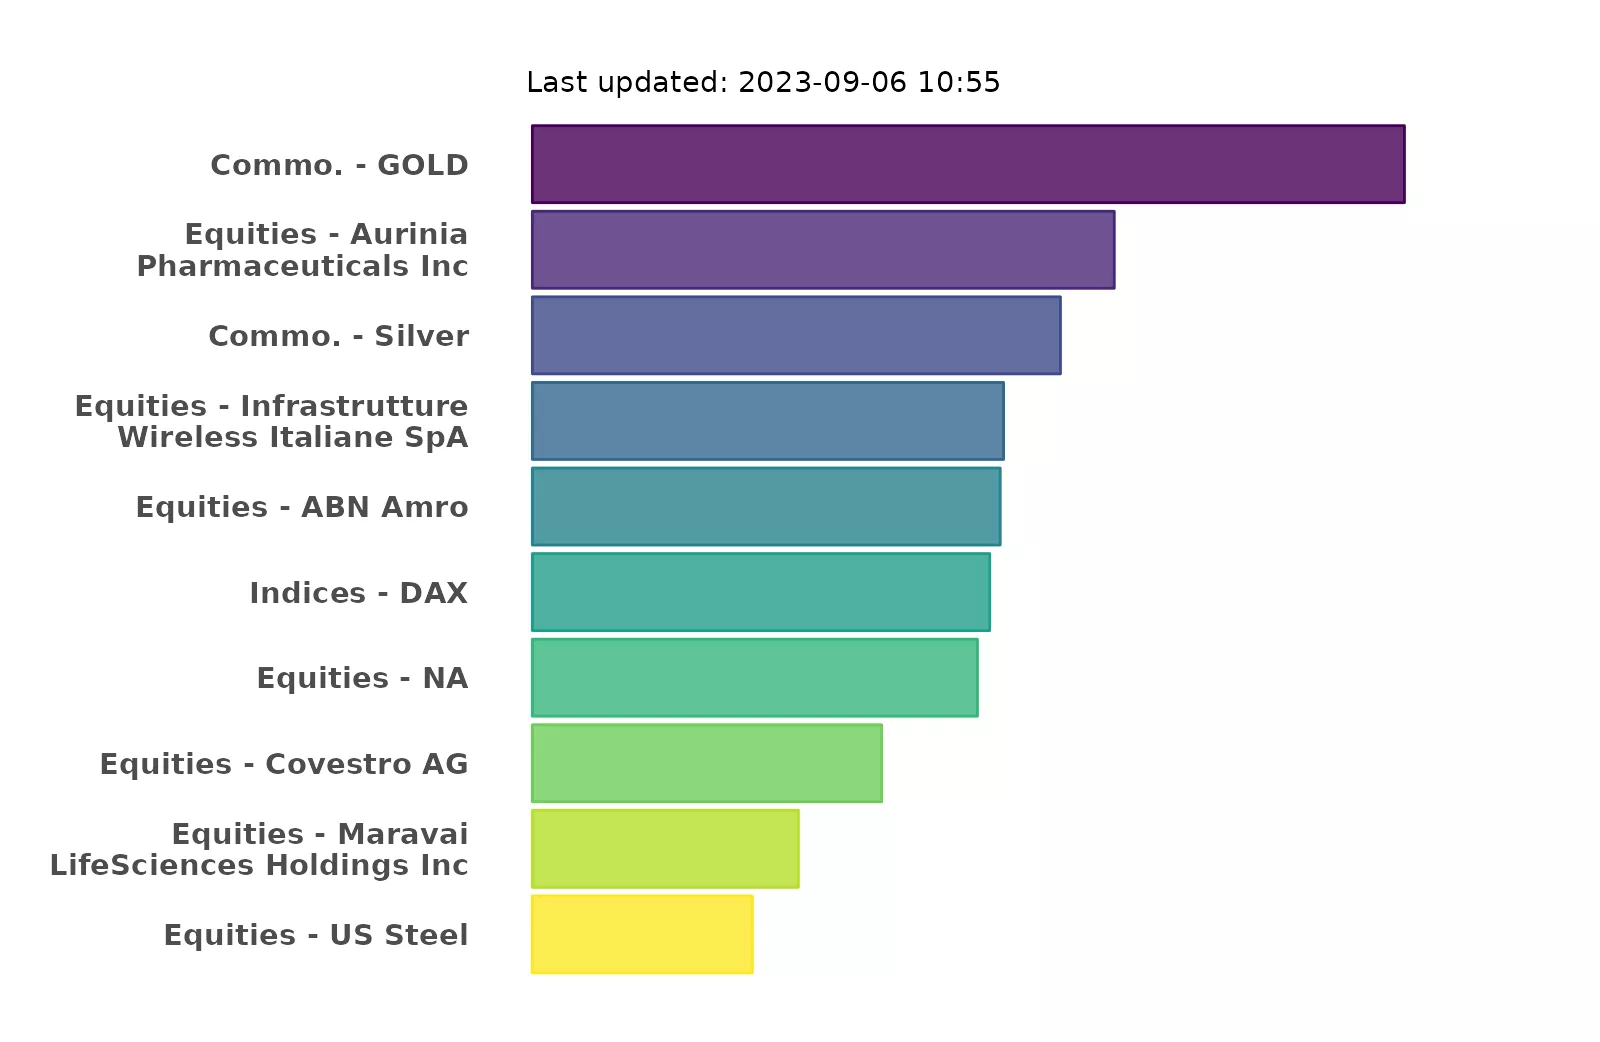 Last updated: 2023-09-06 10:55
Commo. - GOLD
Equities - Aurinia
Pharmaceuticals Inc
Commo. - Silver
Equities - Infrastrutture
Wireless Italiane SpA
Equities - ABN Amro
Indices - DAX
Equities - NA
Equities - Covestro AG
Equities - Maravai
LifeSciences Holdings Inc
Equities - US Steel